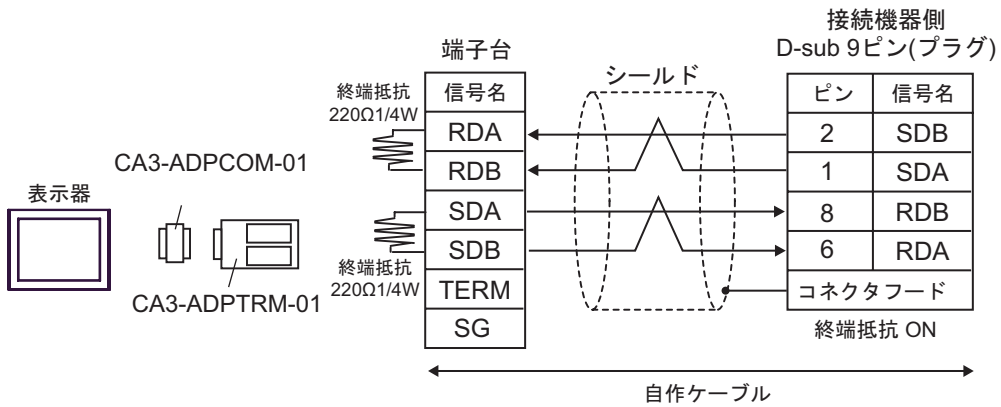 接続機器側
D-sub 9ピン(プラグ)
端子台
シールド
終端抵抗
220Ω1/4W
信号名
ピン 信号名
RDA
2 SDB
CA3-ADPCOM-01
RDB
1 SDA
表示器
SDA
8 RDB
SDB
6 RDA
終端抵抗
220Ω1/4W
CA3-ADPTRM-01
TERM
コネクタフード
SG
終端抵抗 ON
自作ケーブル